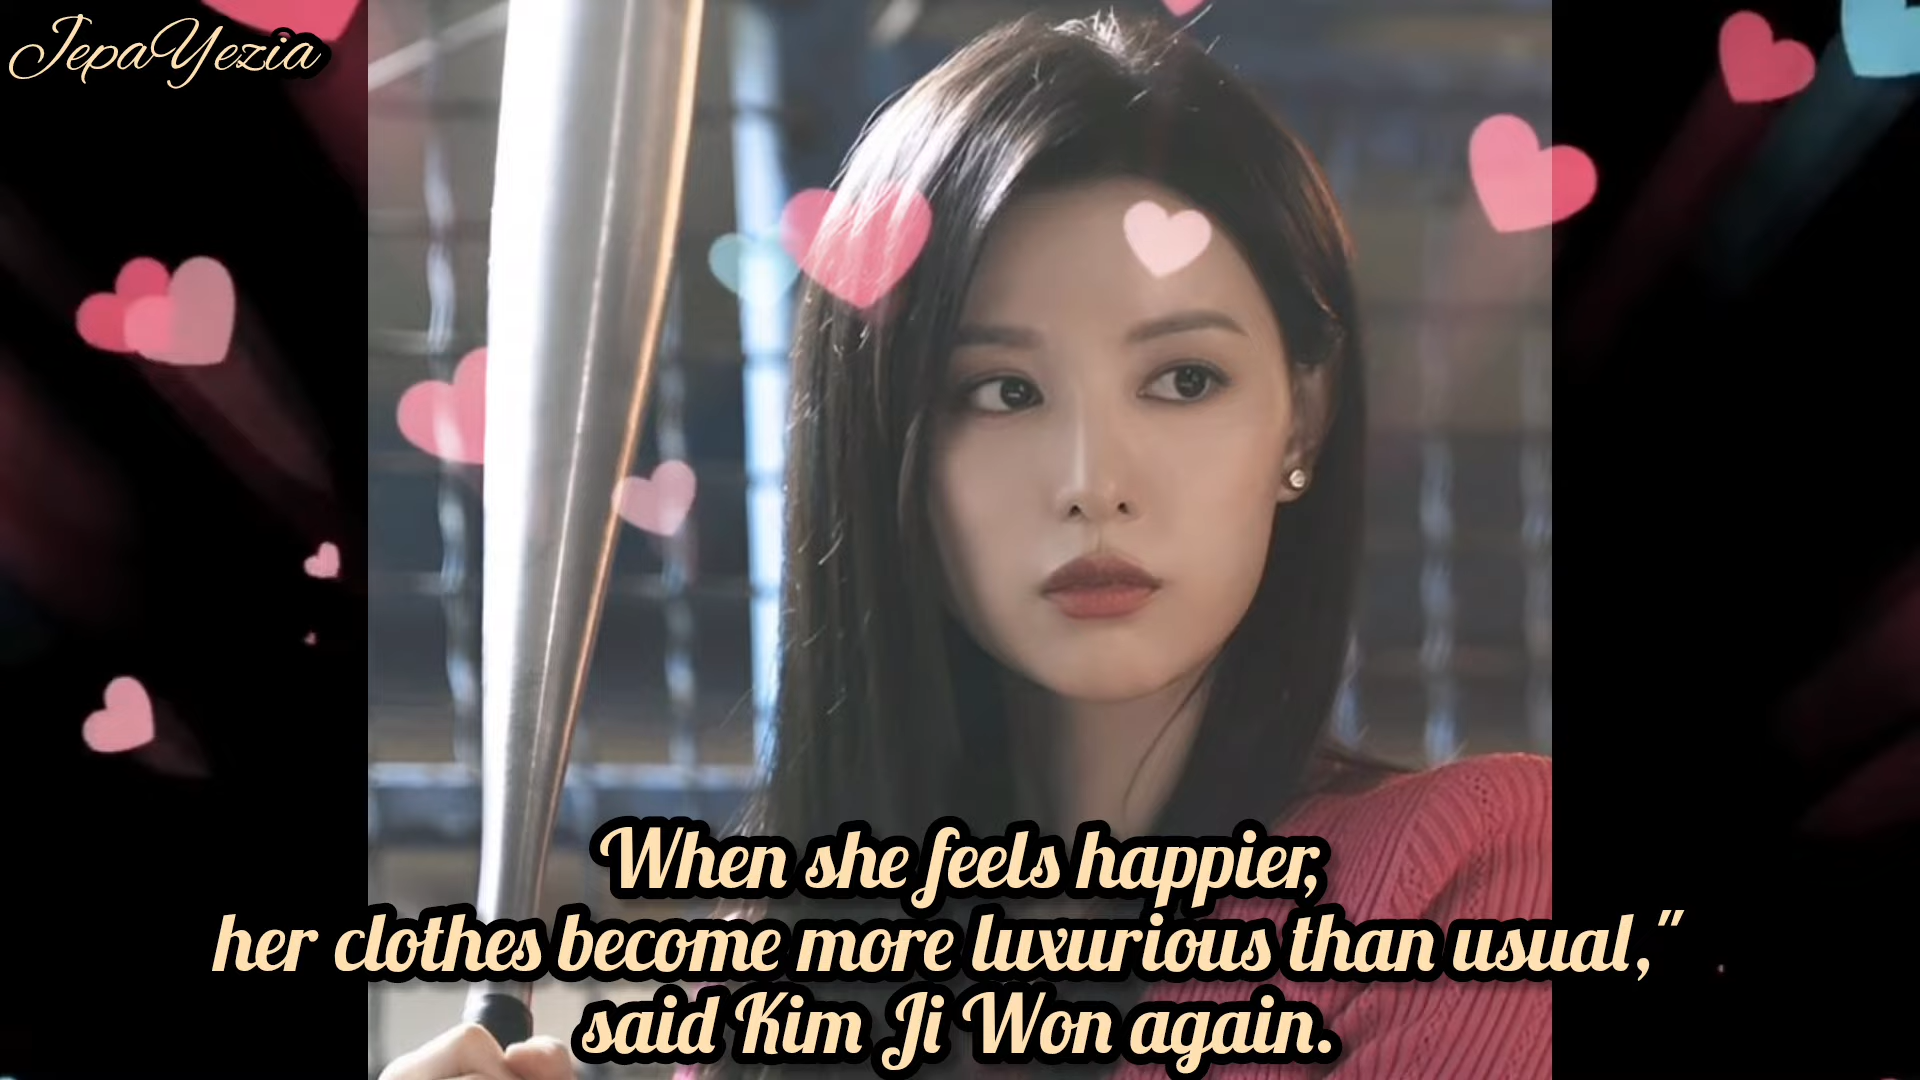 JepaYezia
When she feels happier,
her clothes become more luxurious than usual,"
said Kim Ji Won again.